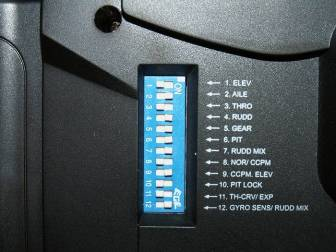 ON
1 2 3 4 5 6 7 8 9 10 11 12
1. ELEV
2. AILE
3. THRO
4. RUDD
5. GEAR
6. PIT
7. RUDD MIX
8. NOR/ CCPM
9. CCPM. ELEV
10. PIT LOCK
11. TH-CRV/ EXP
12. GYRO SENS/ RUDD MIX